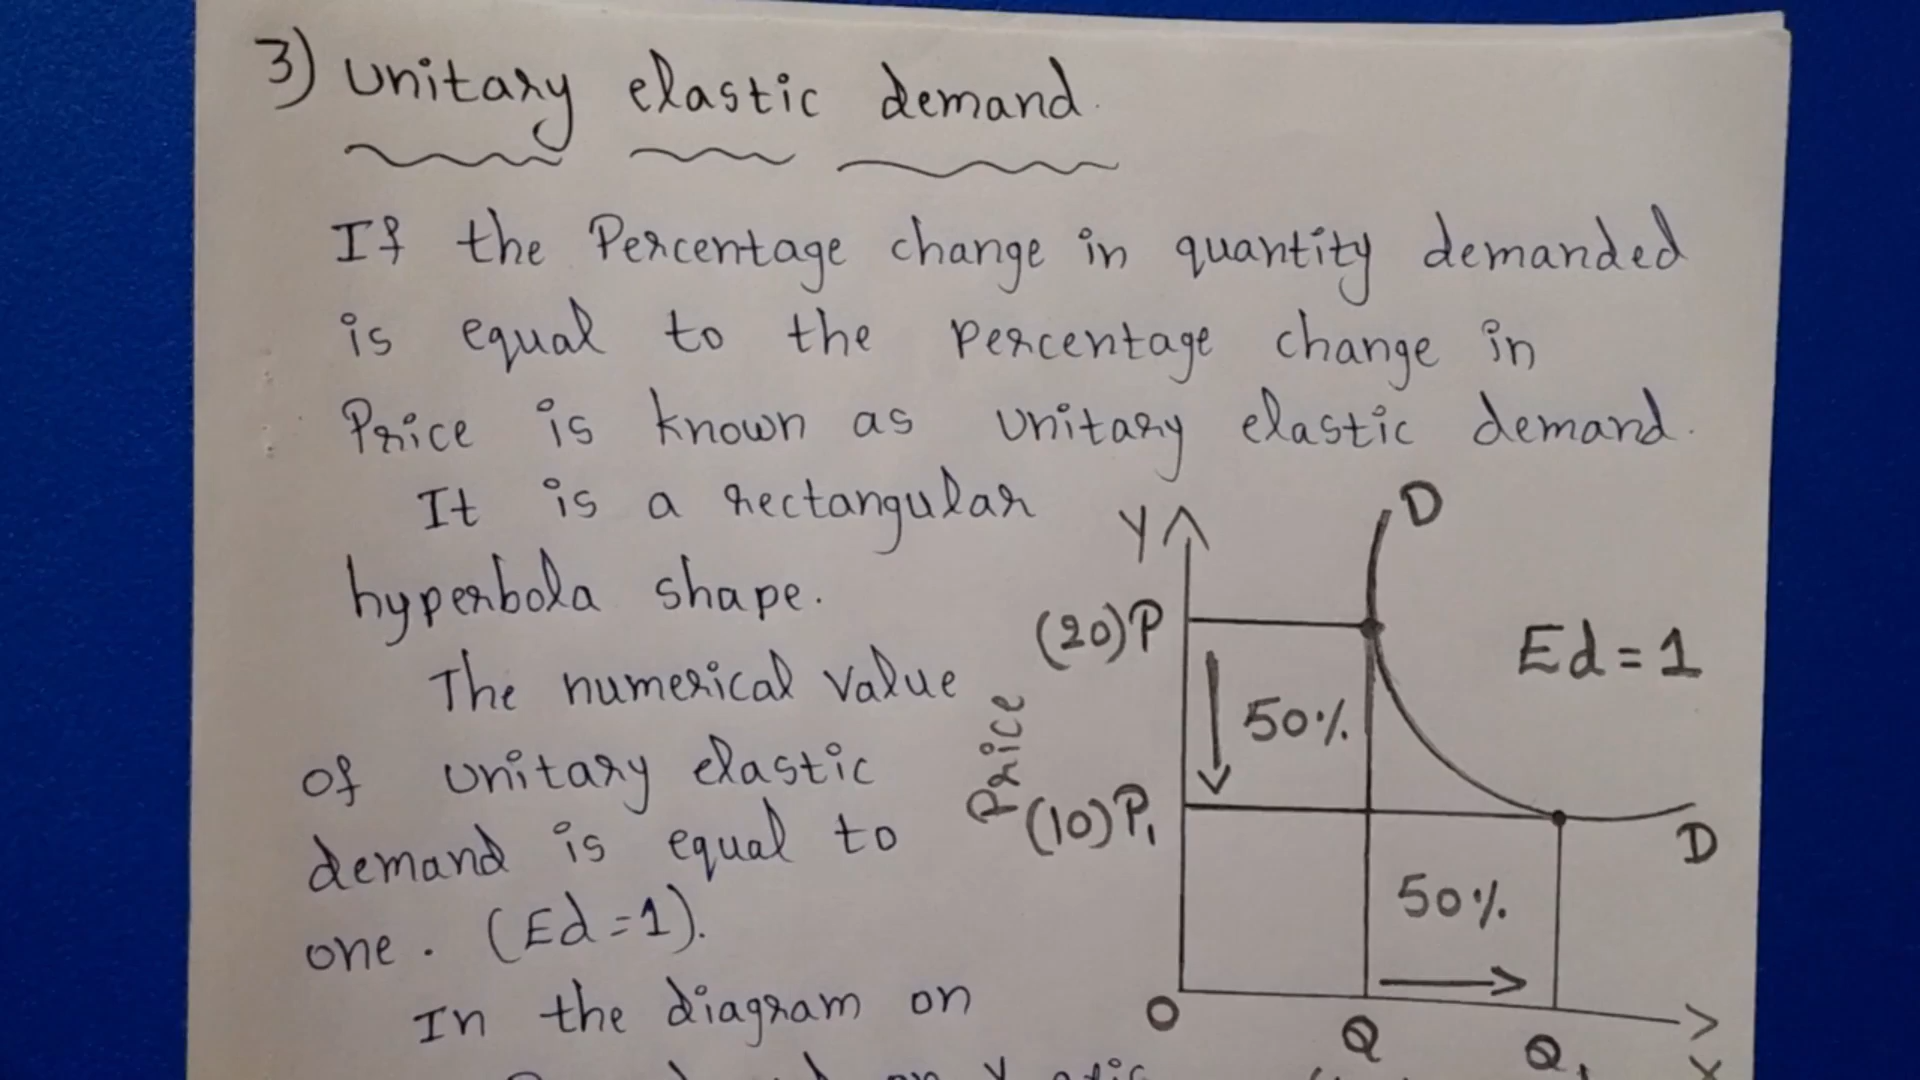 3) Unitary elastic demand.
If the Percentage change in quantity demanded
is equal to the percentage change in
Price is known as unitary elastic demand.
It is a rectangular
hyperbola shape.
The numerical value
of unitary elastic
demand is equal to
one. (Ed=1).
In the diagram on
on Y
Y
D
(20)P
Ed=1
50%
Price
(10)P₁
D
50%
O
Q
Q₁
X